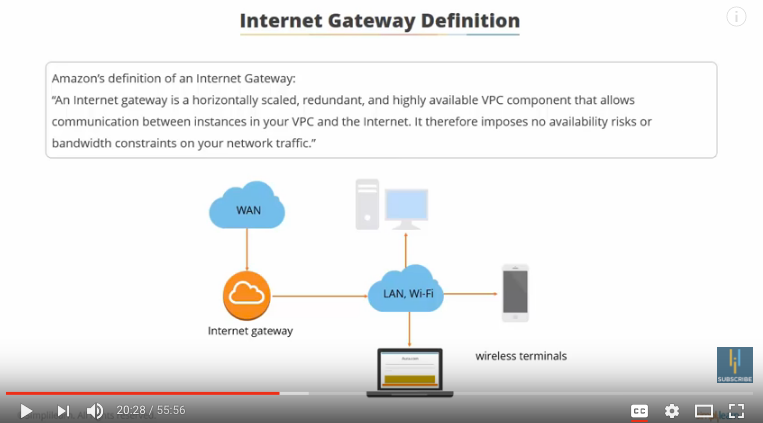 Internet Gateway Definition
Amazon's definition of an Internet Gateway:
“An Internet gateway is a horizontally scaled, redundant, and highly available VPC component that allows
communication between instances in your VPC and the Internet. It therefore imposes no availability risks or
bandwidth constraints on your network traffic.”
WAN
LAN, Wi-Fi
Internet gateway
wireless terminals
SUBSCRIBE
20:28 / 55:56
CC